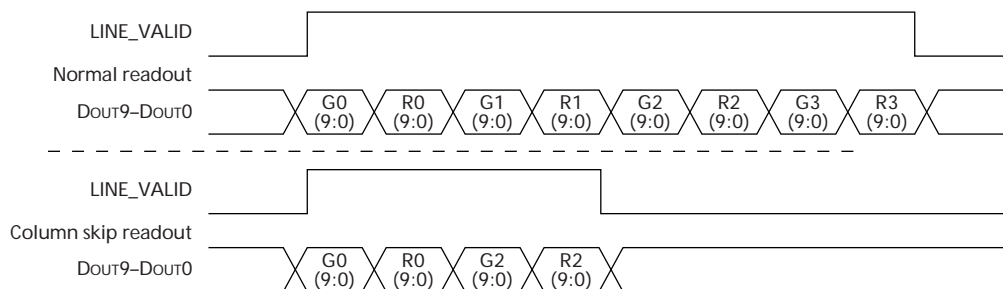 LINE_VALID
Normal readout
G0 R0 G1 R1 G2 R2 G3 R3
DOUT9–DOUT0
(9:0) (9:0) (9:0) (9:0) (9:0) (9:0) (9:0) (9:0)
LINE_VALID
Column skip readout
G0 R0 G2 R2
DOUT9–DOUT0
(9:0) (9:0) (9:0) (9:0)